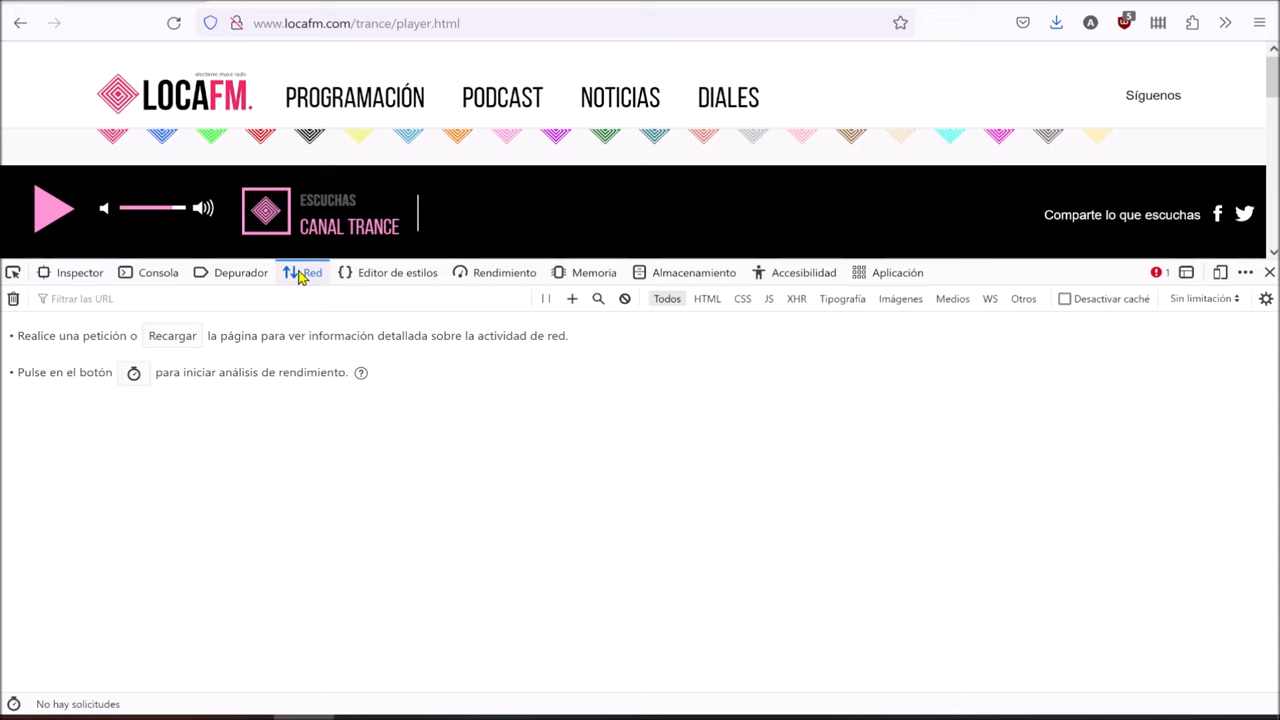 www.locafm.com/trance/player.html
A
5
electronic music radio
LOCAFM.
PROGRAMACIÓN
PODCAST
NOTICIAS
DIALES
Síguenos
ESCUCHAS
CANAL TRANCE
Comparte lo que escuchas
Inspector
Consola
Depurador
Red
Editor de estilos
Rendimiento
Memoria
Almacenamiento
Accesibilidad
Aplicación
1
Filtrar las URL
Todos
HTML
CSS
JS
XHR
Tipografía
Imágenes
Medios
WS
Otros
Desactivar caché
Sin limitación
• Realice una petición o Recargar la página para ver información detallada sobre la actividad de red.
• Pulse en el botón para iniciar análisis de rendimiento. ?
No hay solicitudes